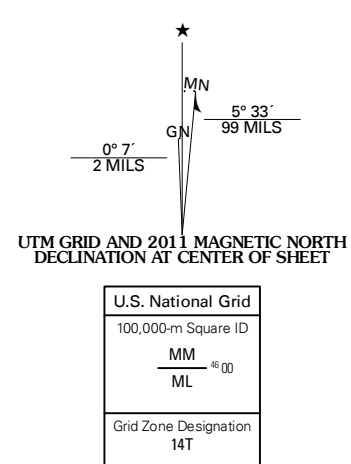 ★
MN
GN
5° 33´
99 MILS
0° 7´
2 MILS
UTM GRID AND 2011 MAGNETIC NORTH
DECLINATION AT CENTER OF SHEET
U.S. National Grid
100,000-m Square ID
MM
46 00
ML
Grid Zone Designation
14T